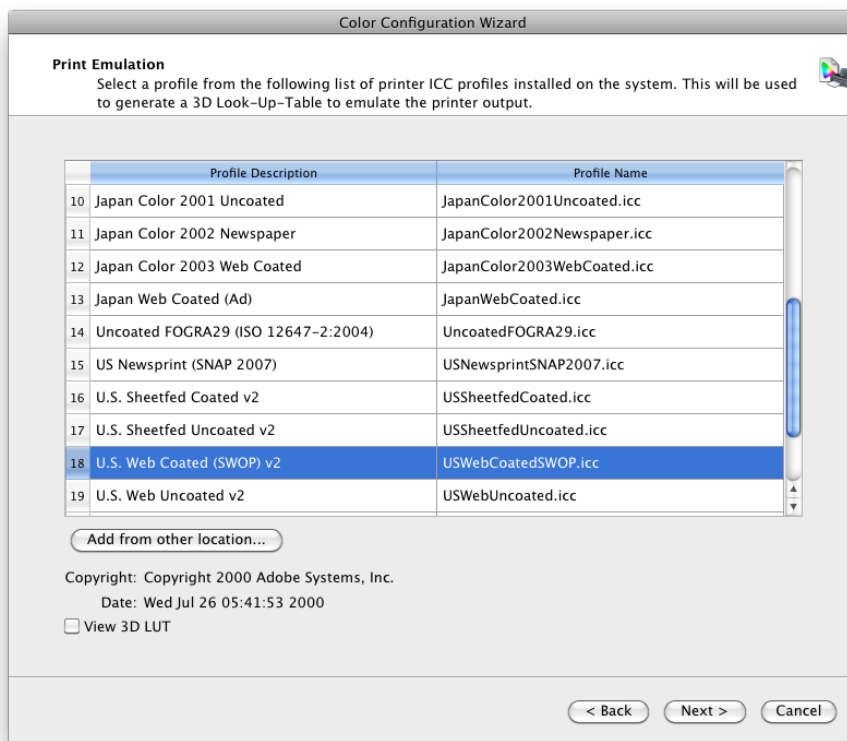 Color Configuration Wizard
Print Emulation
Select a profile from the following list of printer ICC profiles installed on the system. This will be used
to generate a 3D Look-Up-Table to emulate the printer output.
Profile Description Profile Name
10 Japan Color 2001 Uncoated JapanColor2001Uncoated.icc
11 Japan Color 2002 Newspaper JapanColor2002Newspaper.icc
12 Japan Color 2003 Web Coated JapanColor2003WebCoated.icc
13 Japan Web Coated (Ad) JapanWebCoated.icc
14 Uncoated FOGRA29 (ISO 12647-2:2004) UncoatedFOGRA29.icc
15 US Newsprint (SNAP 2007) USNewsprintSNAP2007.icc
16 U.S. Sheetfed Coated v2 USSheetfedCoated.icc
17 U.S. Sheetfed Uncoated v2 USSheetfedUncoated.icc
18 U.S. Web Coated (SWOP) v2 USWebCoatedSWOP.icc
19 U.S. Web Uncoated v2 USWebUncoated.icc
Add from other location...
Copyright: Copyright 2000 Adobe Systems, Inc.
Date: Wed Jul 26 05:41:53 2000
View 3D LUT
< Back Next > Cancel